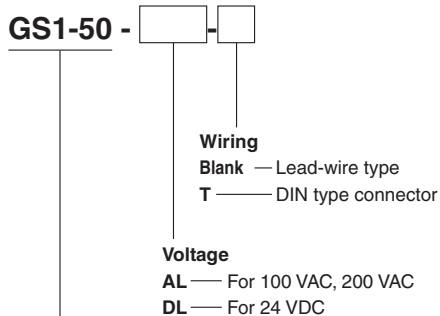 GS1-50 - -
Wiring
Blank — Lead-wire type
T — DIN type connector
Voltage
AL — For 100 VAC, 200 VAC
DL — For 24 VDC